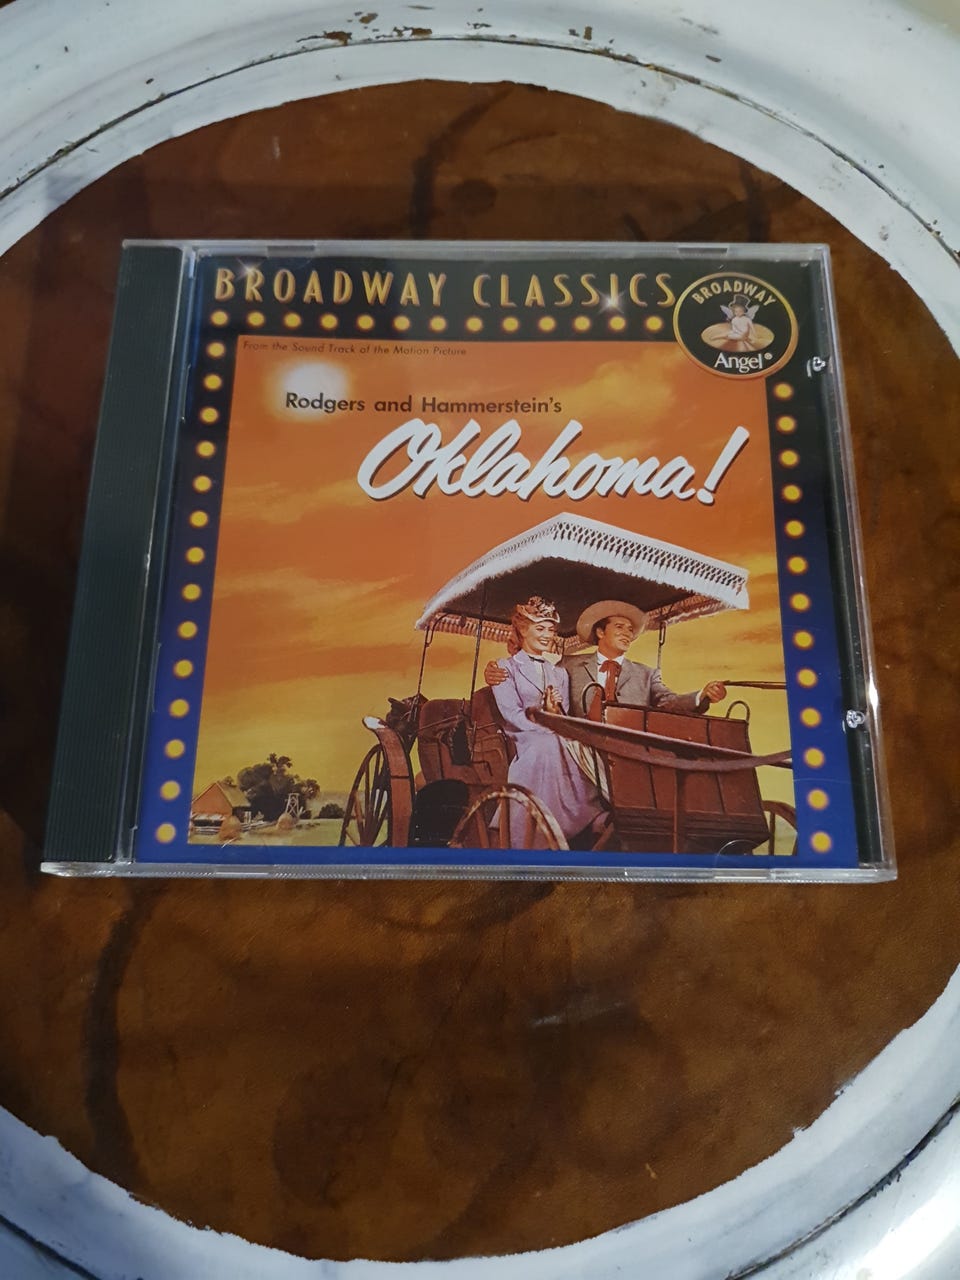 BROADWAY CLASSICS
BROADWAY
Angel®
From the Sound Track of the Motion Picture
Rodgers and Hammerstein's
Oklahoma!